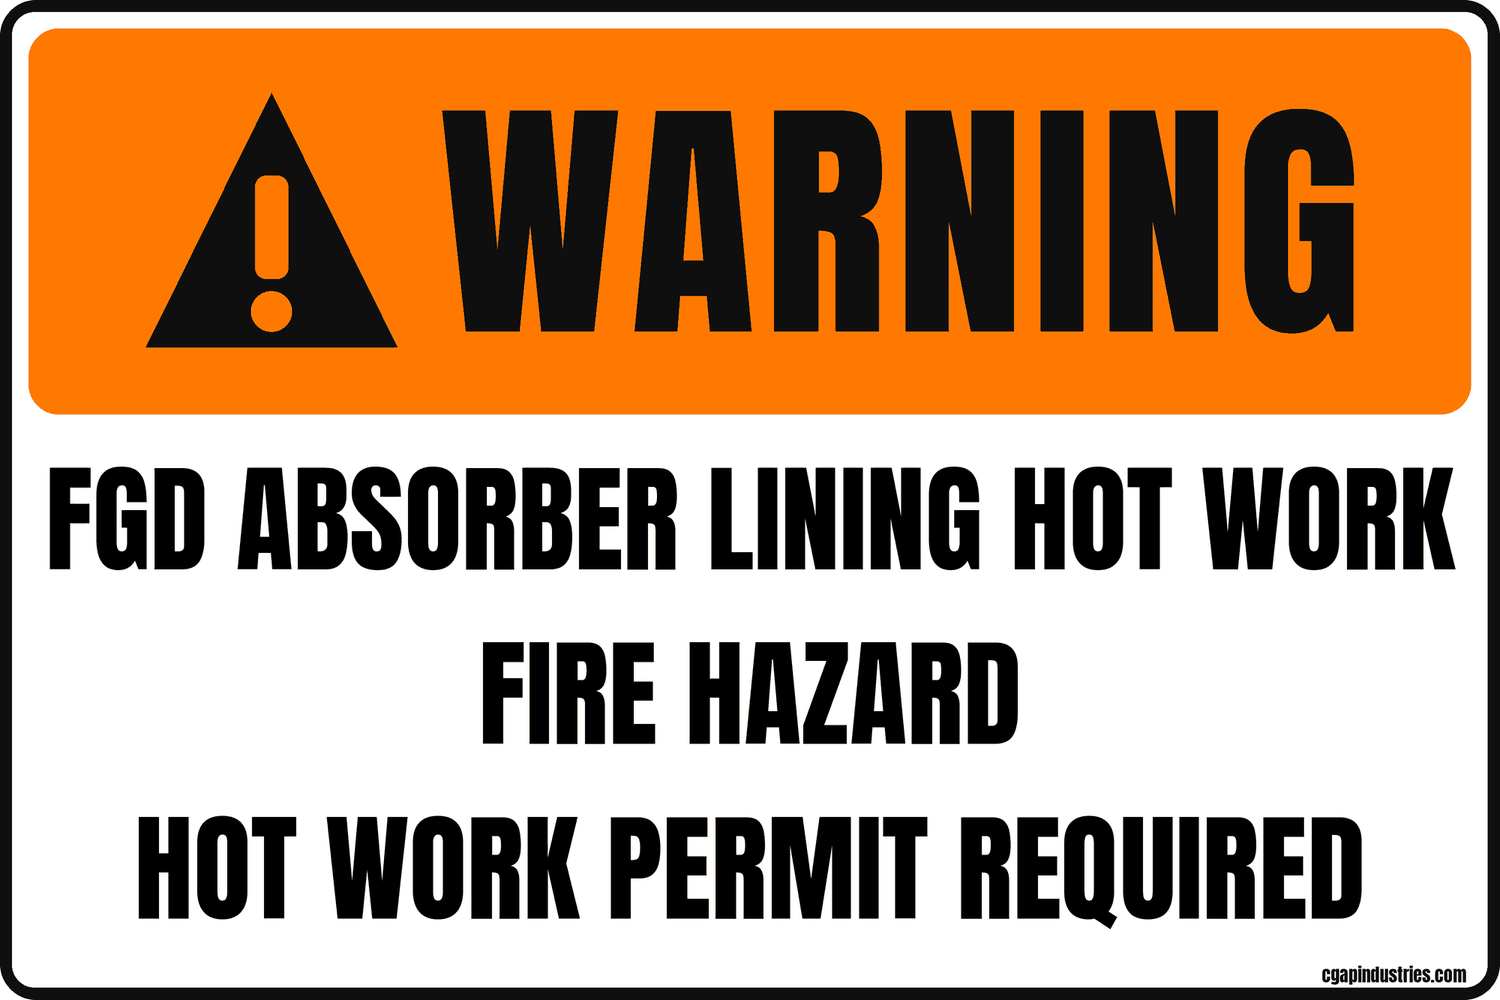 WARNING
FGD ABSORBER LINING HOT WORK
FIRE HAZARD
HOT WORK PERMIT REQUIRED
cgapindustries.com